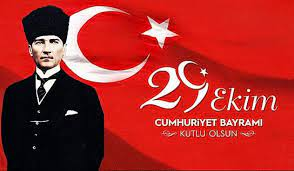 29 Ekim
CUMHURİYET BAYRAMI
KUTLU OLSUN